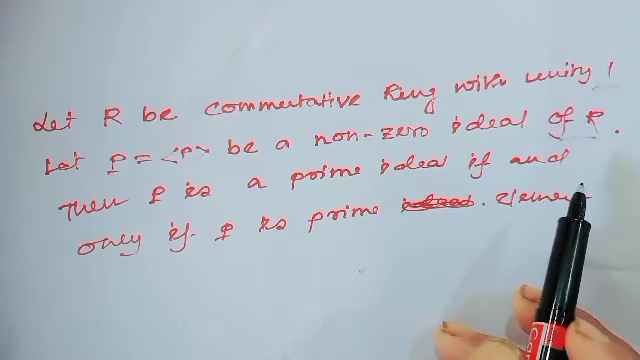 Let R be commutative Ring with unity 1
Let P = <p> be a non-zero ideal of R.
Then P is a prime ideal if and
only if P is prime element